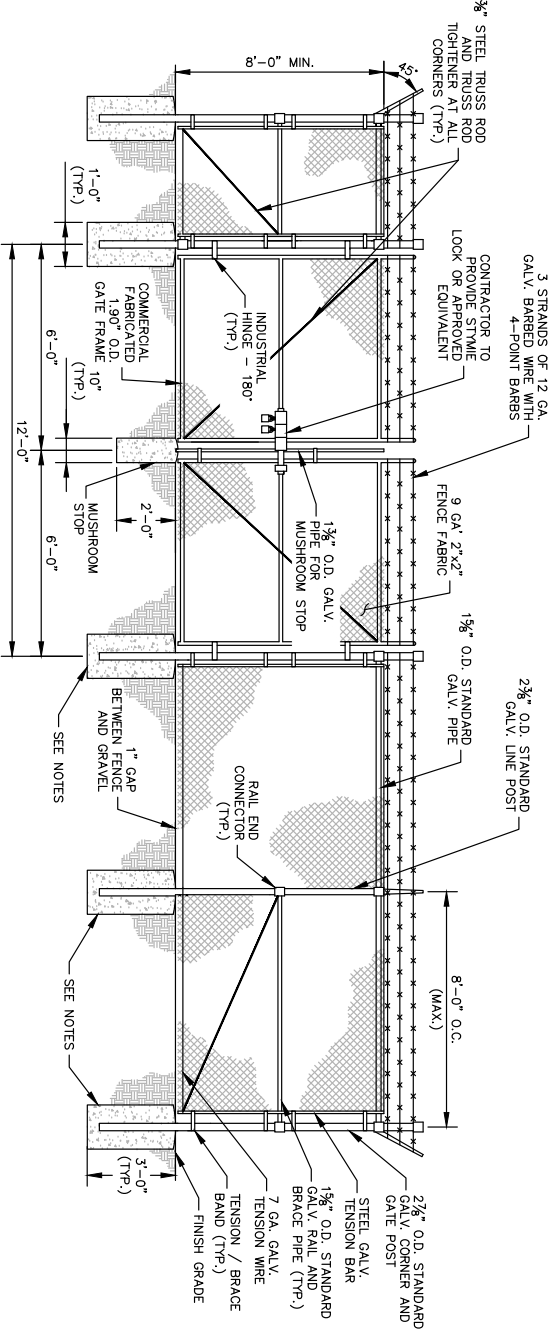 ⅜" STEEL TRUSS ROD
AND TRUSS ROD
TIGHTENER AT ALL
CORNERS (TYP.)
8'-0" MIN.
45°
1'-0"
(TYP.)
3 STRANDS OF 12 GA.
GALV. BARBED WIRE WITH
4-POINT BARBS
CONTRACTOR TO
PROVIDE STYMIE
LOCK OR APPROVED
EQUIVALENT
INDUSTRIAL
HINGE - 180°
(TYP.)
COMMERCIAL
FABRICATED
1.90" O.D.
GATE FRAME
10"
(TYP.)
6'-0"
6'-0"
12'-0"
2'-0"
MUSHROOM
STOP
9 GA' 2"x2"
FENCE FABRIC
1⅜" O.D. GALV.
PIPE FOR
MUSHROOM STOP
1⅝" O.D. STANDARD
GALV. PIPE
2⅜" O.D. STANDARD
GALV. LINE POST
1" GAP
BETWEEN FENCE
AND GRAVEL
SEE NOTES
RAIL END
CONNECTOR
(TYP.)
8'-0" O.C.
(MAX.)
SEE NOTES
2⅞" O.D. STANDARD
GALV. CORNER AND
GATE POST
STEEL GALV.
TENSION BAR
1⅝" O.D. STANDARD
GALV. RAIL AND
BRACE PIPE (TYP.)
7 GA. GALV.
TENSION WIRE
TENSION / BRACE
BAND (TYP.)
FINISH GRADE
3'-0"
(TYP.)